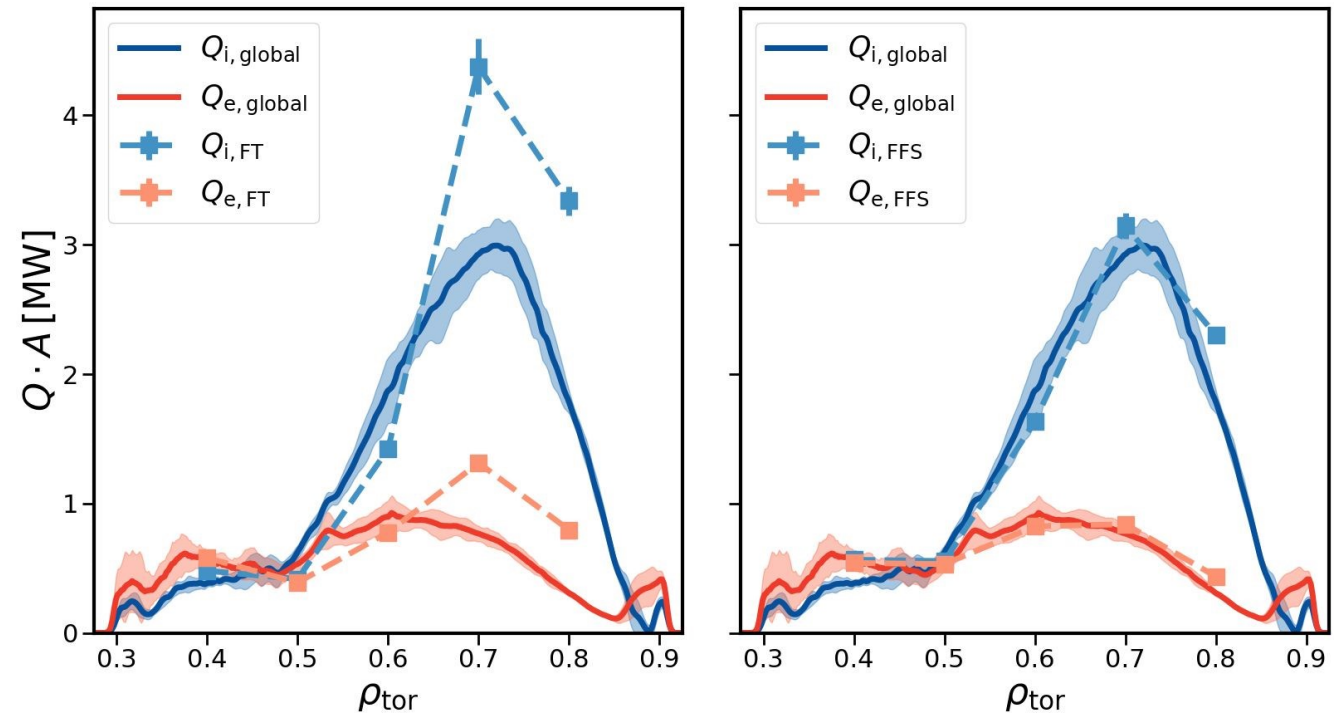 Q_i,global
Q_e,global
Q_i,FT
Q_e,FT
Q · A [MW]
4
3
2
1
0
0.3 0.4 0.5 0.6 0.7 0.8 0.9
ρ_tor
Q_i,global
Q_e,global
Q_i,FFS
Q_e,FFS
0.3 0.4 0.5 0.6 0.7 0.8 0.9
ρ_tor